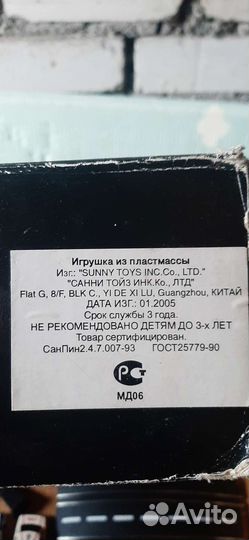 Игрушка из пластмассы
Изг.: "SUNNY TOYS INC.Co., LTD."
"САННИ ТОЙЗ ИНК.Ко., ЛТД"
Flat G, 8/F, BLK C., YI DE XI LU, Guangzhou, КИТАЙ
ДАТА ИЗГ.: 01.2005
Срок службы 3 года.
НЕ РЕКОМЕНДОВАНО ДЕТЯМ ДО 3-х ЛЕТ
Товар сертифицирован.
СанПин2.4.7.007-93 ГОСТ25779-90
МД06
Avito